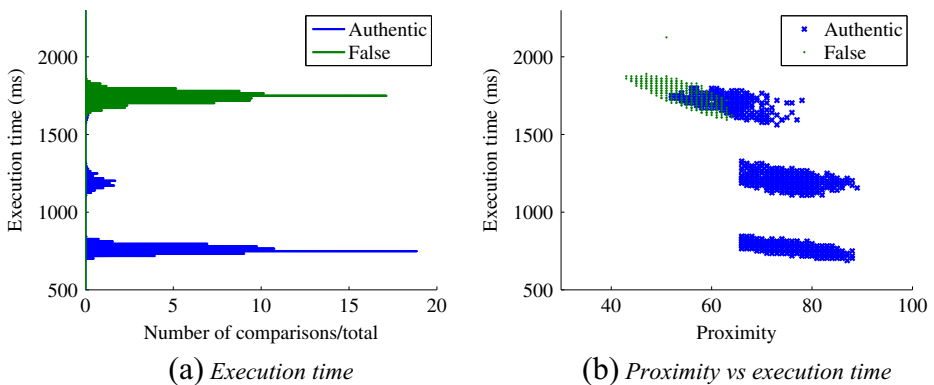 Authentic
False
2000
1500
1000
500
Execution time (ms)
0
5
10
15
20
Number of comparisons/total
(a) Execution time
Authentic
False
2000
1500
1000
500
Execution time (ms)
40
60
80
100
Proximity
(b) Proximity vs execution time